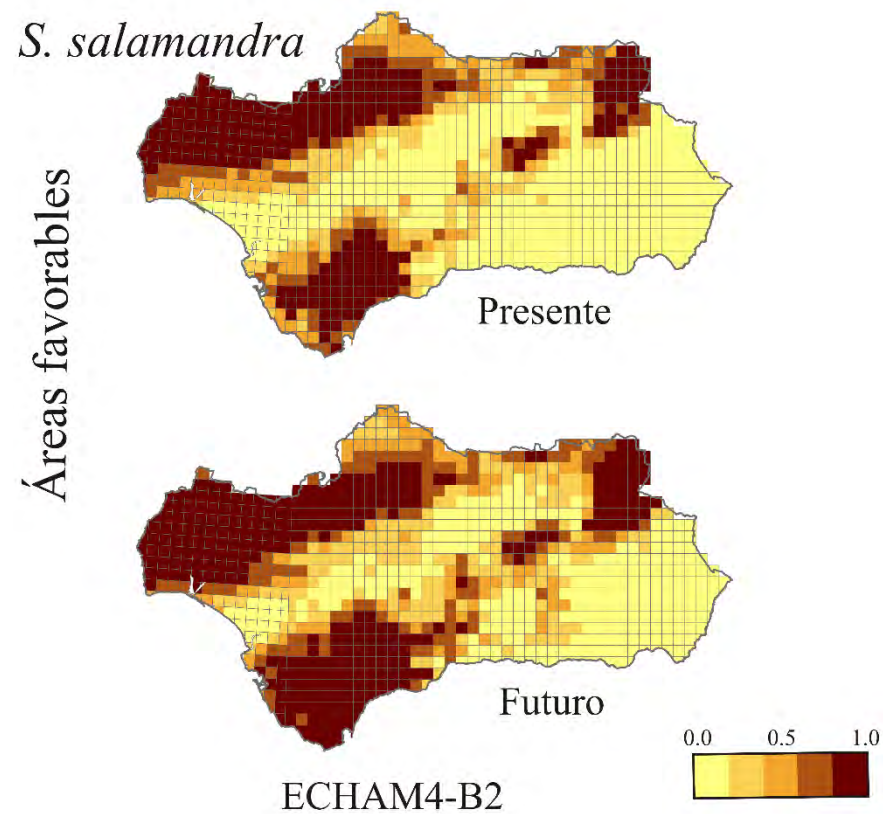 S. salamandra
Áreas favorables
Presente
Futuro
0.0 0.5 1.0
ECHAM4-B2